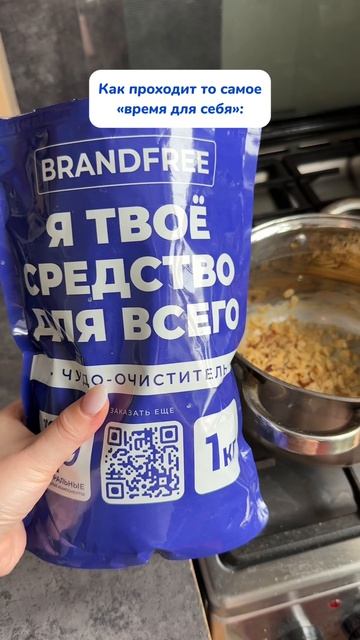 Как проходит то самое
«время для себя»:
BRANDFREE
Я ТВОЁ
СРЕДСТВО
ДЛЯ ВСЕГО
ЧУДО-ОЧИСТИТЕЛЬ
ЗАКАЗАТЬ ЕЩЕ
1 КГ